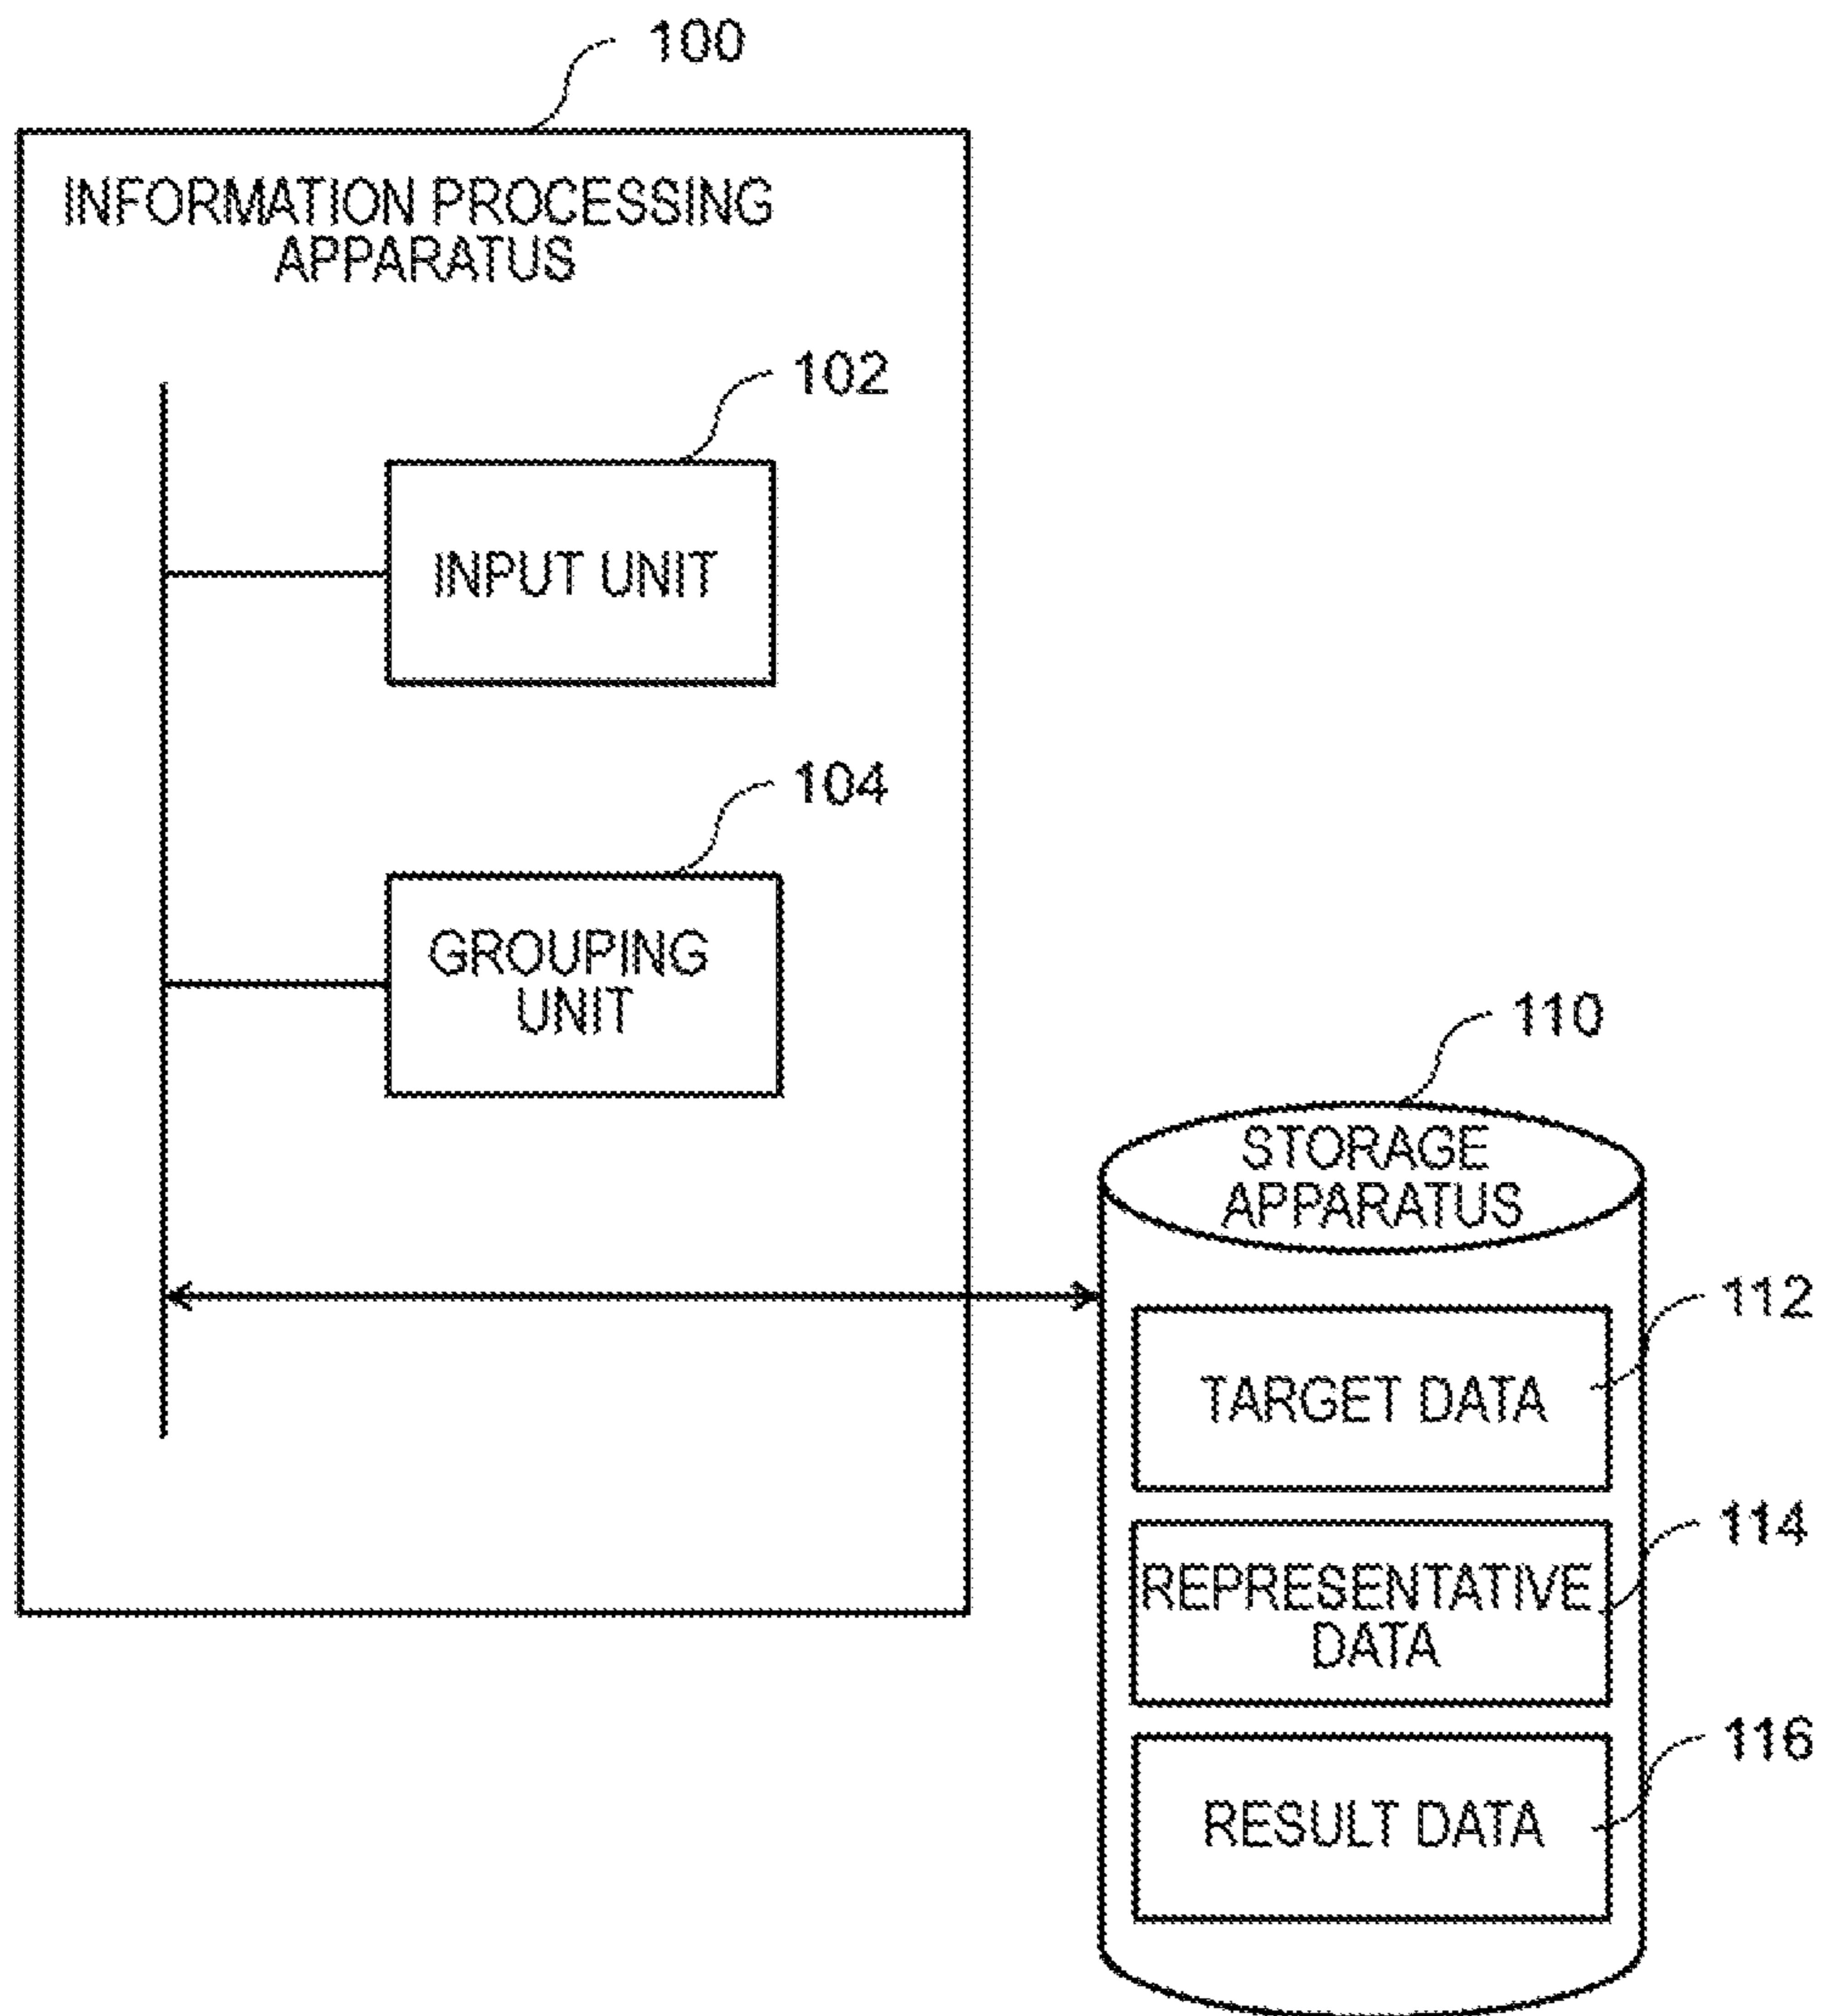 100
INFORMATION PROCESSING
APPARATUS
102
INPUT UNIT
104
GROUPING
UNIT
110
STORAGE
APPARATUS
112
TARGET DATA
114
REPRESENTATIVE
DATA
116
RESULT DATA